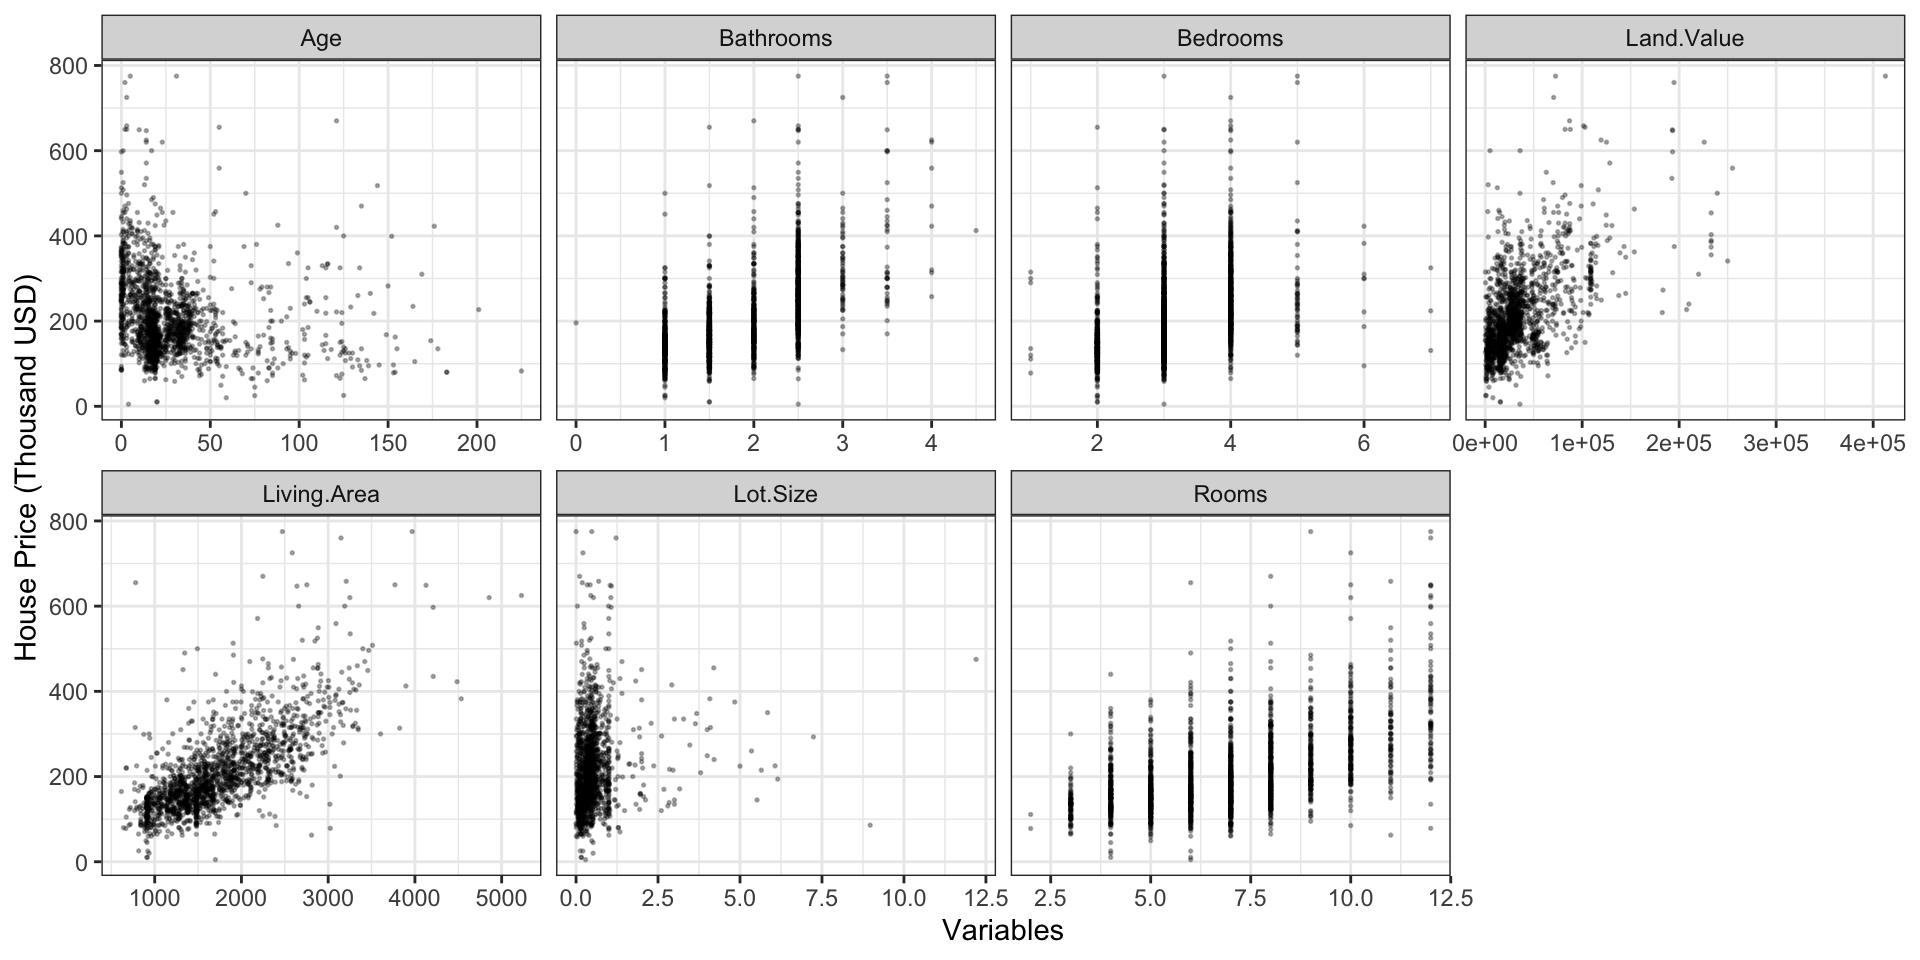 Age
Bathrooms
Bedrooms
Land.Value
800
600
400
200
0
0 50 100 150 200
0 1 2 3 4
2 4 6
0e+00 1e+05 2e+05 3e+05 4e+05
House Price (Thousand USD)
Living.Area
Lot.Size
Rooms
800
600
400
200
0
1000 2000 3000 4000 5000
0.0 2.5 5.0 7.5 10.0 12.5
2.5 5.0 7.5 10.0 12.5
Variables